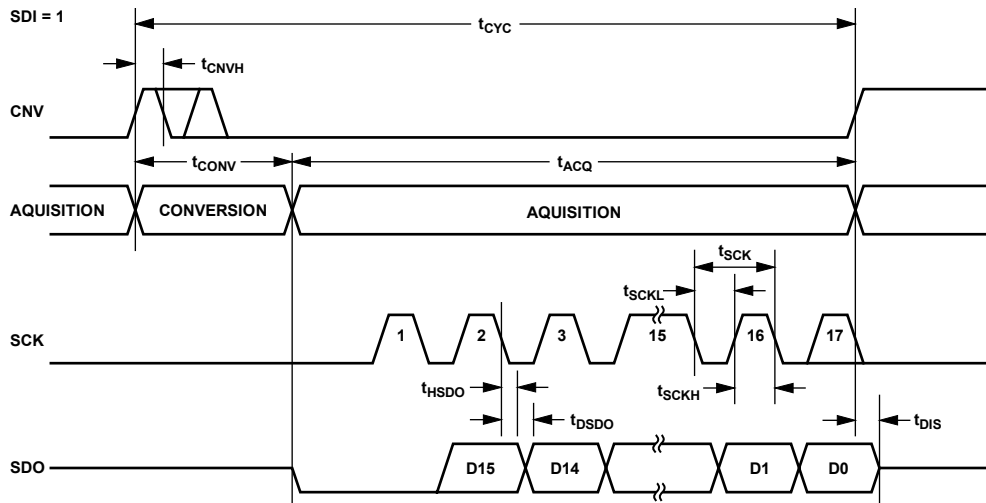 SDI = 1
tCYC
tCNVH
CNV
tCONV
tACQ
AQUISITION
CONVERSION
AQUISITION
tSCK
tSCKL
SCK
1
2
3
15
16
17
tHSDO
tSCKH
tDSDO
tDIS
SDO
D15
D14
D1
D0